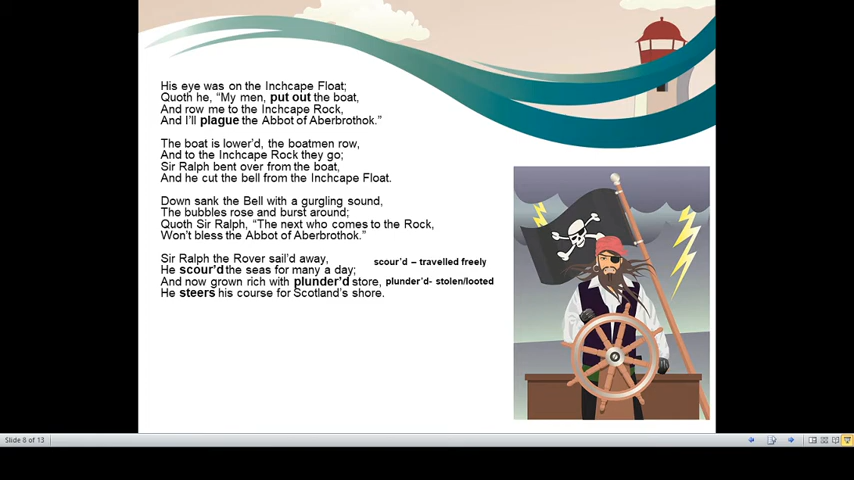 His eye was on the Inchcape Float;
Quoth he, “My men, put out the boat,
And row me to the Inchcape Rock,
And I’ll plague the Abbot of Aberbrothok.”
The boat is lower’d, the boatmen row,
And to the Inchcape Rock they go;
Sir Ralph bent over from the boat,
And he cut the bell from the Inchcape Float.
Down sank the Bell with a gurgling sound,
The bubbles rose and burst around;
Quoth Sir Ralph, “The next who comes to the Rock,
Won’t bless the Abbot of Aberbrothok.”
Sir Ralph the Rover sail’d away,
He scour’d the seas for many a day;
And now grown rich with plunder’d store,
He steers his course for Scotland’s shore.
scour’d – travelled freely
plunder’d- stolen/looted
Slide 8 of 13